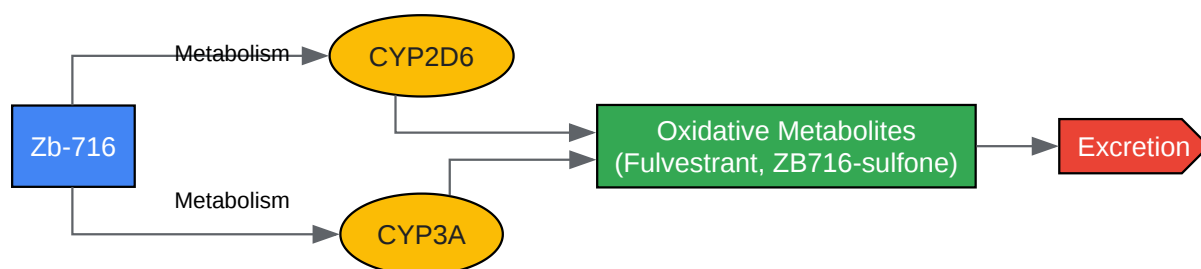 Metabolism
CYP2D6
Zb-716
Oxidative Metabolites
(Fulvestrant, ZB716-sulfone)
Excretion
Metabolism
CYP3A